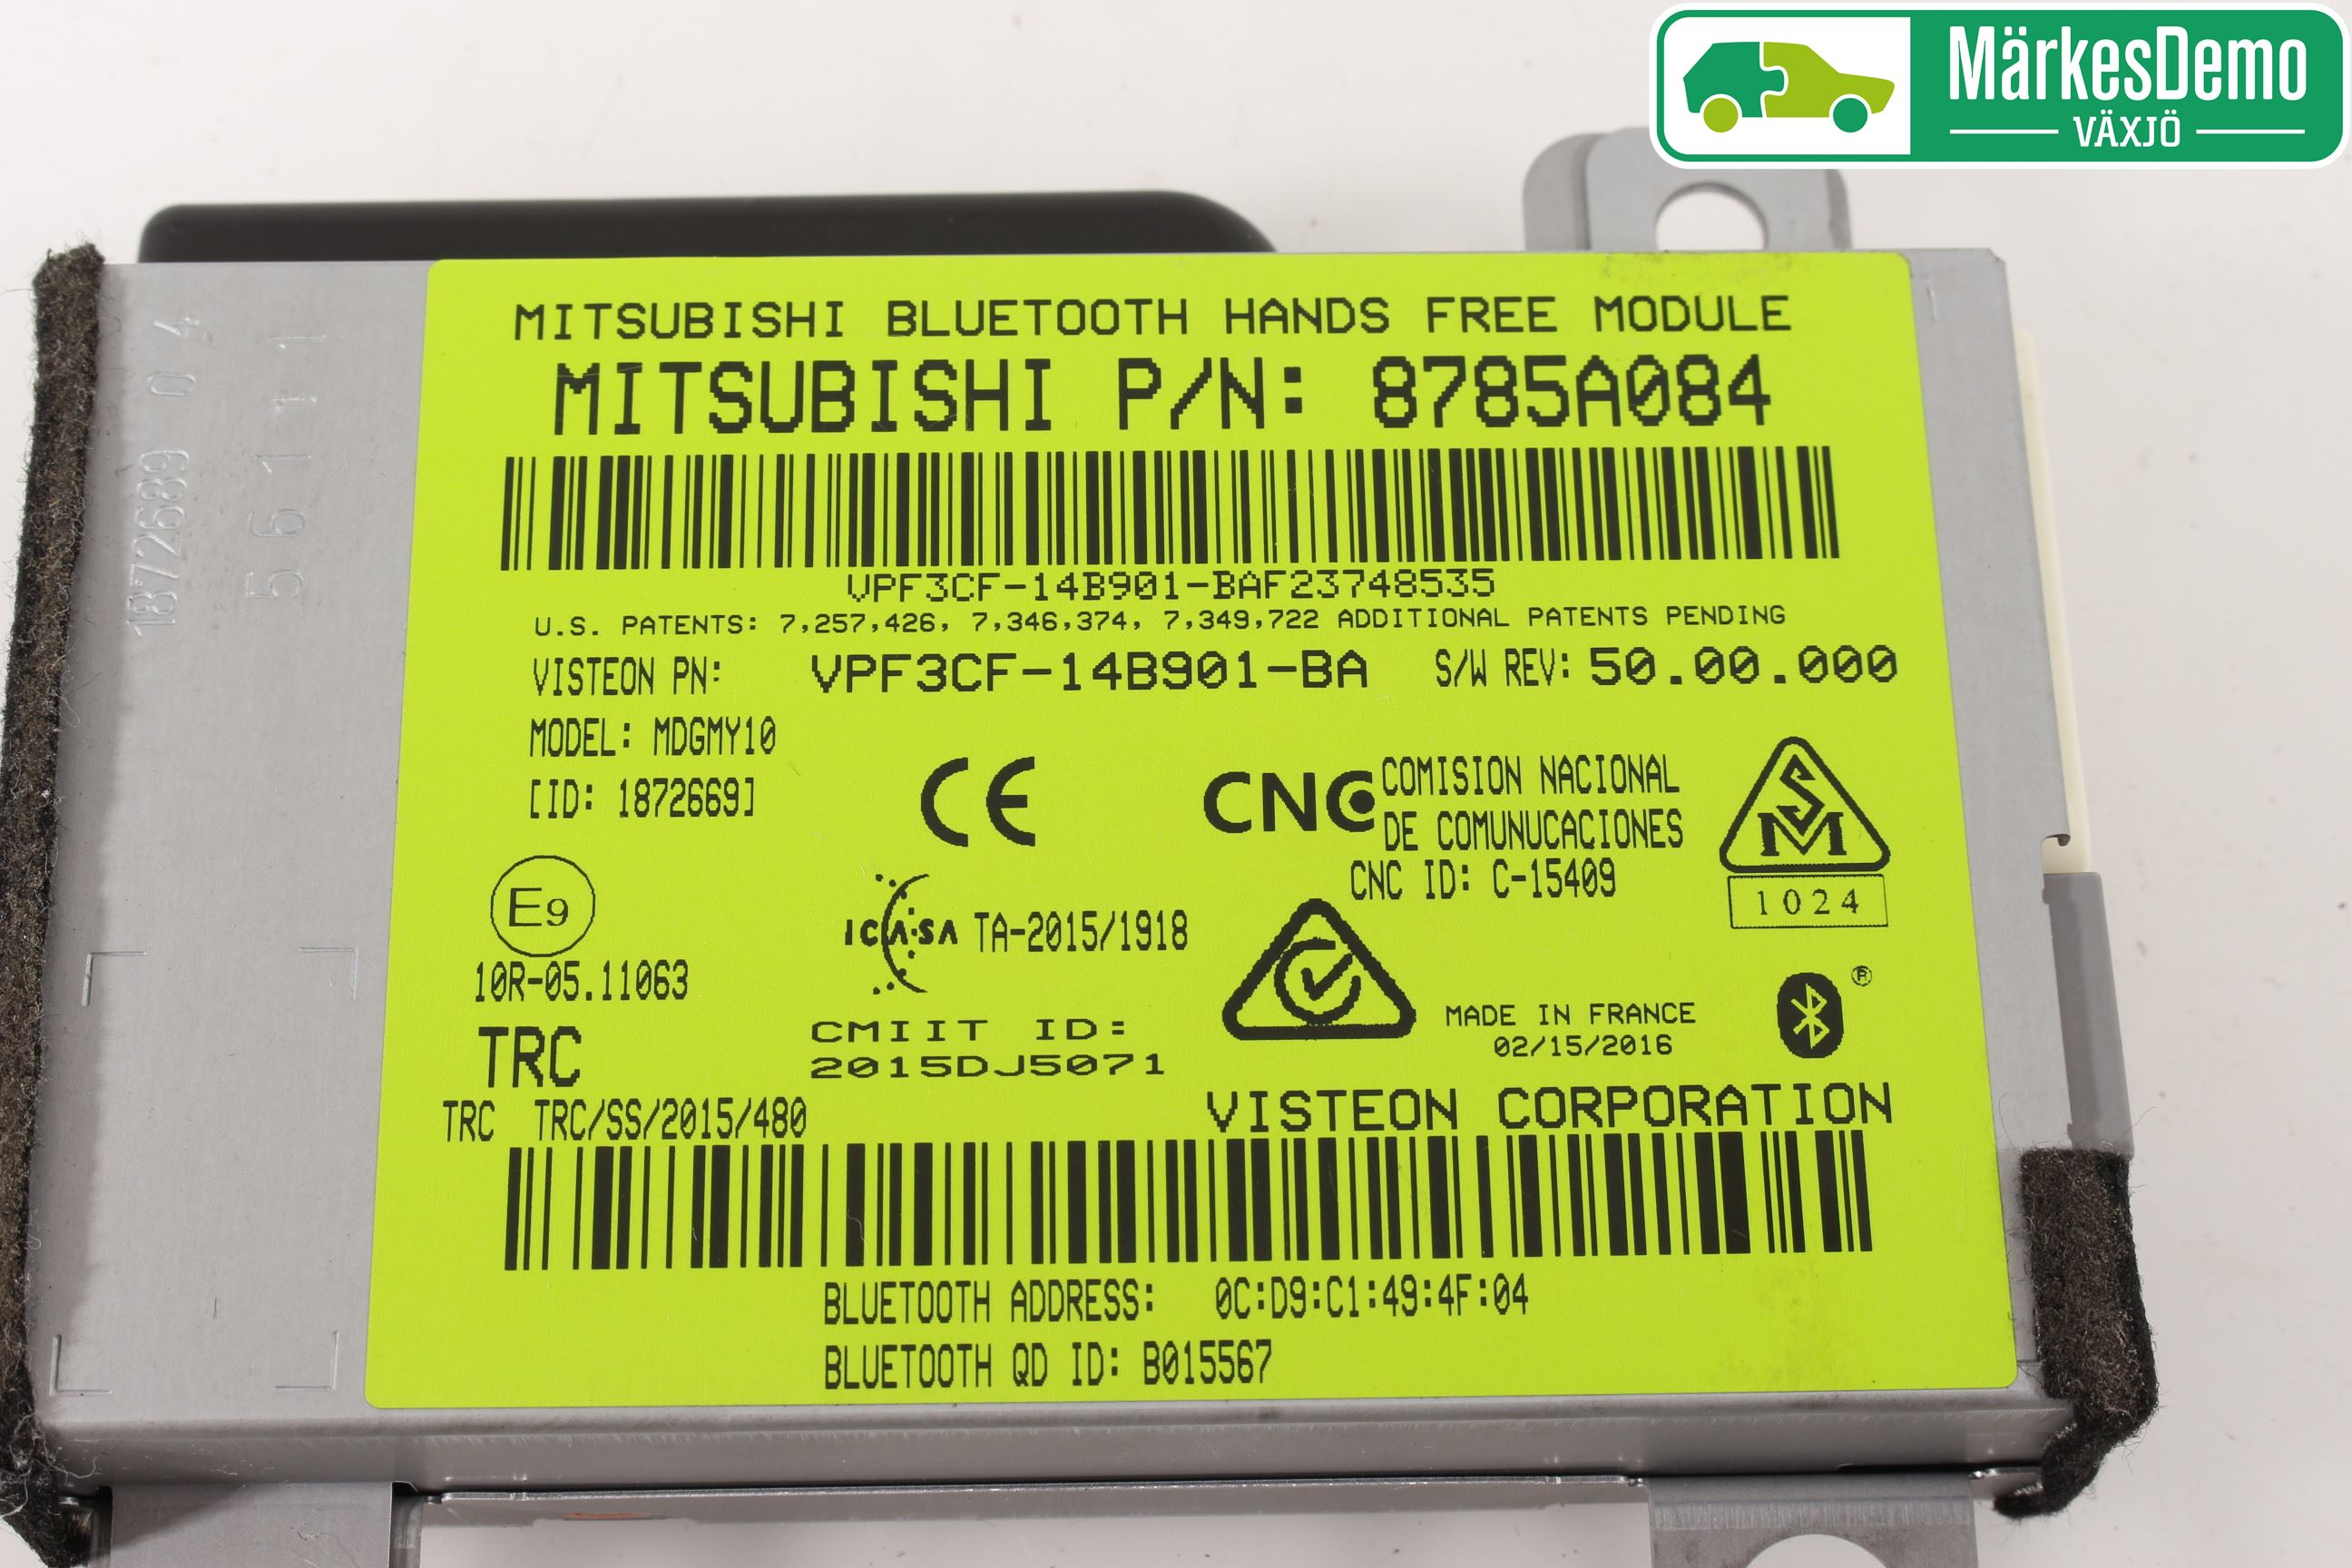 MärkesDemo
VÄXJÖ
1872689 04
56111
MITSUBISHI BLUETOOTH HANDS FREE MODULE
MITSUBISHI P/N: 8785A084
VPF3CF-14B901-BAF23748535
U.S. PATENTS: 7,257,426, 7,346,374, 7,349,722 ADDITIONAL PATENTS PENDING
VISTEON PN: VPF3CF-14B901-BA S/W REV: 50.00.000
MODEL: MDGMY10
[ID: 1872669]
CE
CNC COMISION NACIONAL
DE COMUNUCACIONES
CNC ID: C-15409
SM
1024
E9
10R-05.11063
ICASA TA-2015/1918
CMIIT ID:
2015DJ5071
MADE IN FRANCE
02/15/2016
®
TRC
TRC TRC/SS/2015/480
VISTEON CORPORATION
BLUETOOTH ADDRESS: 0C:D9:C1:49:4F:04
BLUETOOTH QD ID: B015567